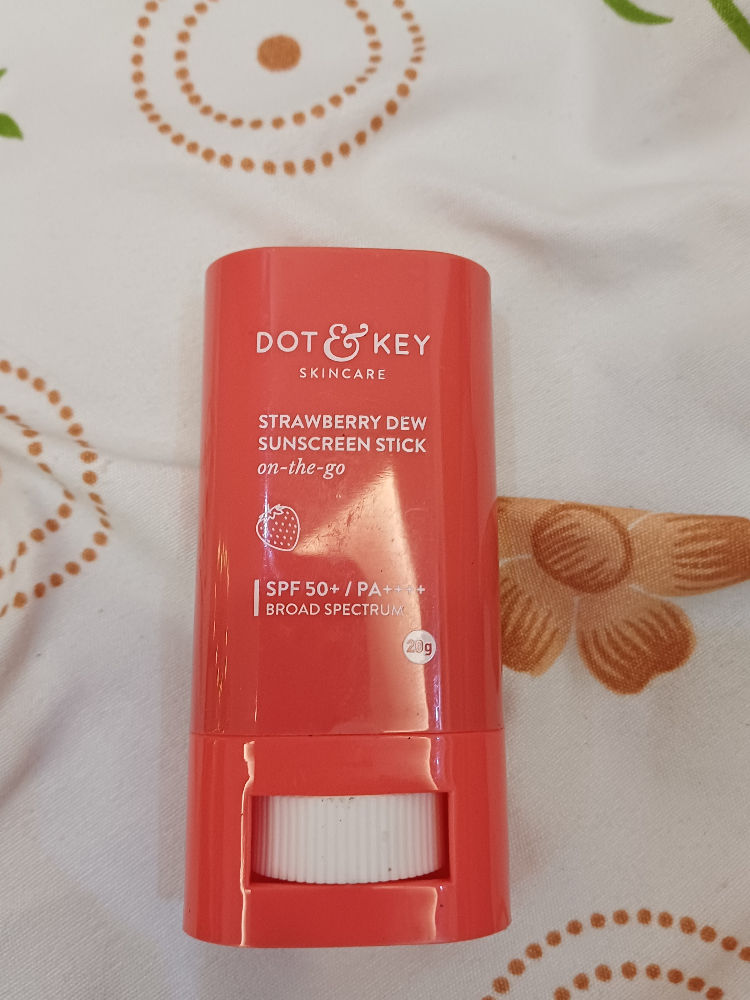 DOT & KEY
SKINCARE
STRAWBERRY DEW
SUNSCREEN STICK
on-the-go
SPF 50+ / PA++++
BROAD SPECTRUM
20g